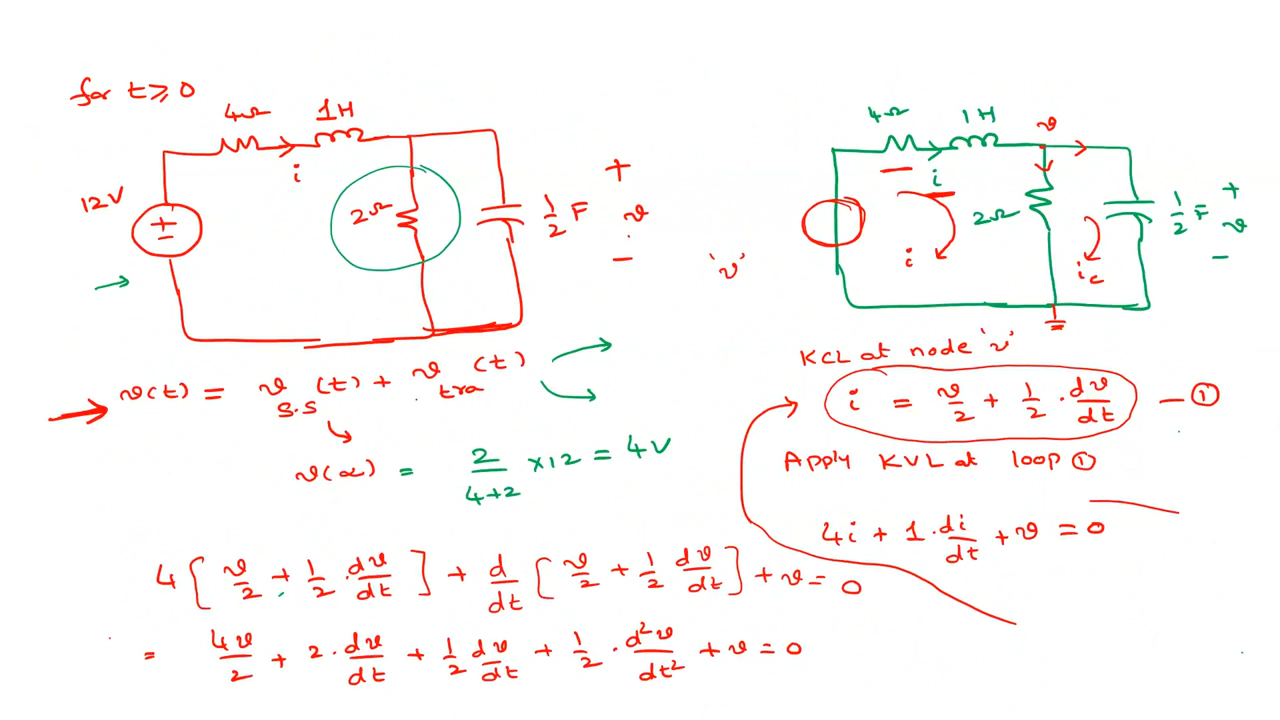 for t ≥ 0
4Ω 1H
i
12V
2Ω
1/2 F
+
v
−
4Ω 1H
v
i
2Ω
1/2 F
+
v
−
i
i_c
'v'
v(t) = v_s.s (t) + v_tra (t)
v(∝) = 2/(4+2) × 12 = 4V
KCL at node 'v'
i = v/2 + 1/2 · dv/dt — ①
Apply KVL at loop ①
4i + 1 · di/dt + v = 0
4 [ v/2 + 1/2 · dv/dt ] + d/dt [ v/2 + 1/2 dv/dt ] + v = 0
= 4v/2 + 2 · dv/dt + 1/2 dv/dt + 1/2 · d²v/dt² + v = 0